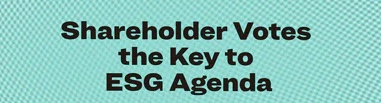 Shareholder Votes
the Key to
ESG Agenda